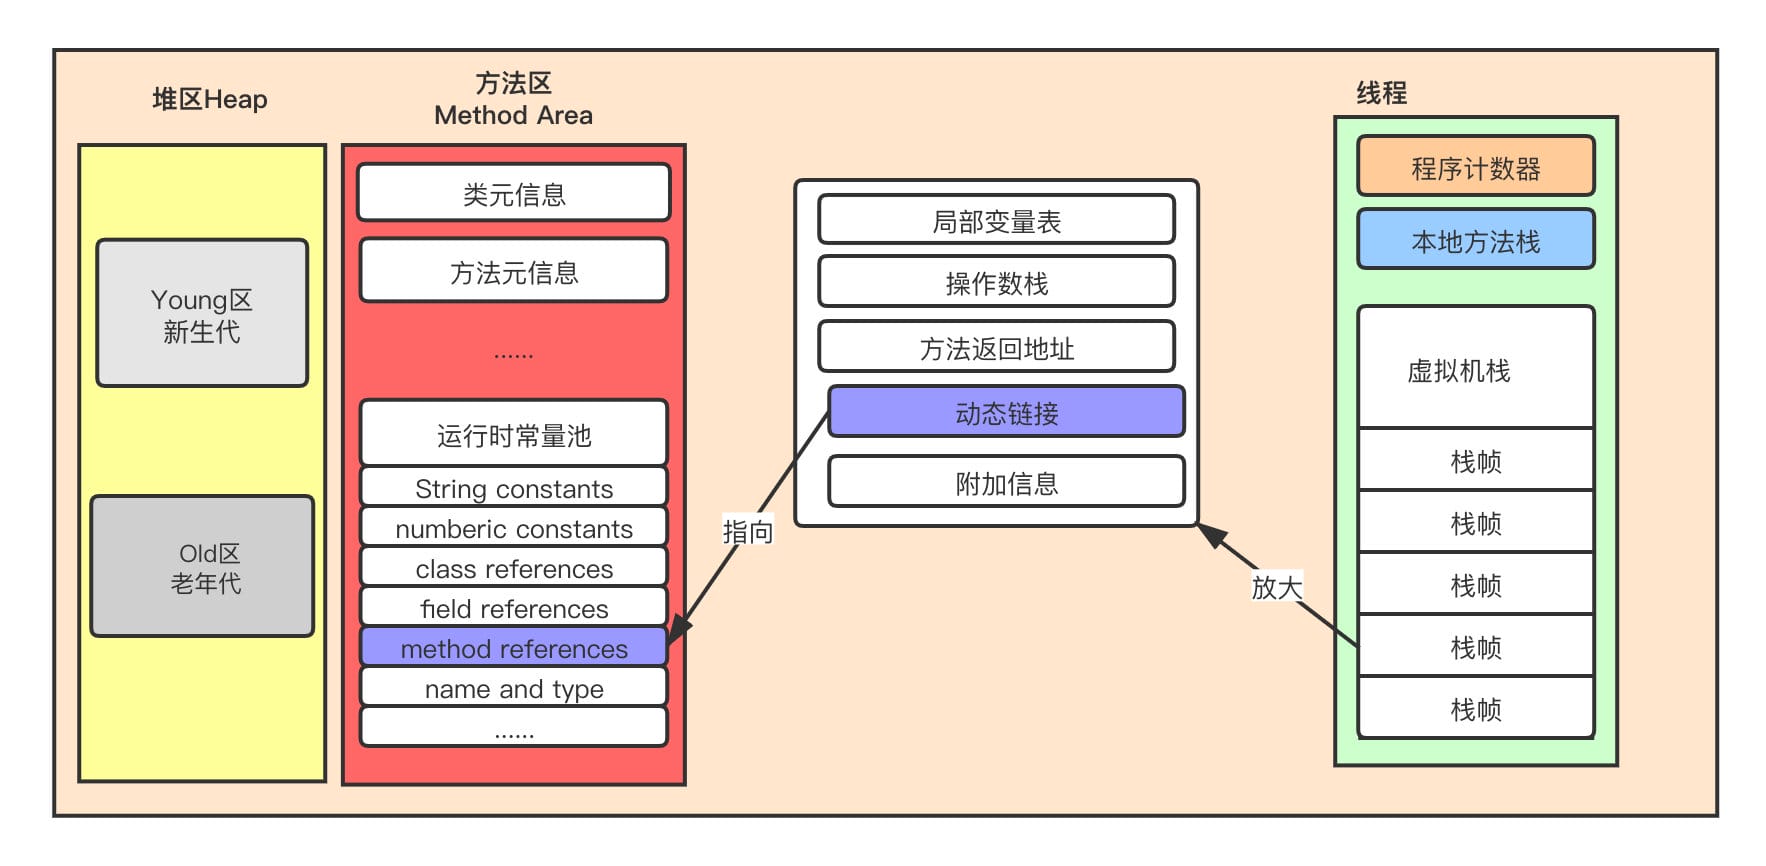 堆区Heap
Young区
新生代
Old区
老年代
方法区
Method Area
类元信息
方法元信息
......
运行时常量池
String constants
numberic constants
class references
field references
method references
name and type
......
指向
局部变量表
操作数栈
方法返回地址
动态链接
附加信息
放大
线程
程序计数器
本地方法栈
虚拟机栈
栈帧
栈帧
栈帧
栈帧
栈帧